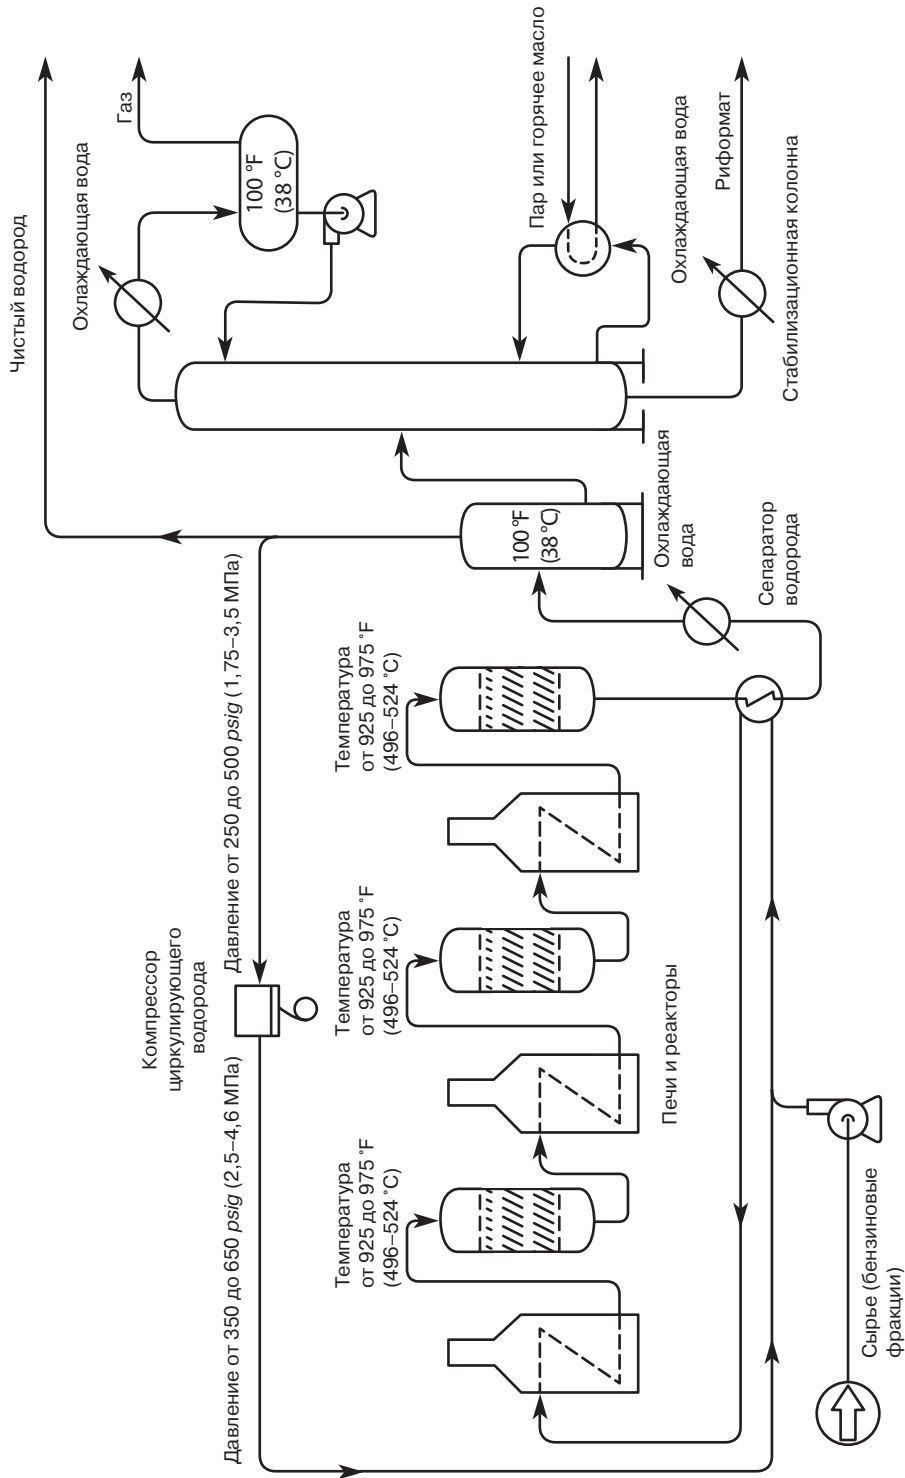 Чистый водород
Газ
Охлаждающая вода
100 °F
(38 °C)
Пар или горячее масло
Охлаждающая вода
Риформат
Стабилизационная колонна
100 °F
(38 °C)
Охлаждающая
вода
Сепаратор
водорода
Давление от 250 до 500 psig (1,75–3,5 МПа)
Компрессор
циркулирующего
водорода
Давление от 350 до 650 psig (2,5–4,6 МПа)
Температура
от 925 до 975 °F
(496–524 °C)
Температура
от 925 до 975 °F
(496–524 °C)
Температура
от 925 до 975 °F
(496–524 °C)
Печи и реакторы
Сырье (бензиновые
фракции)